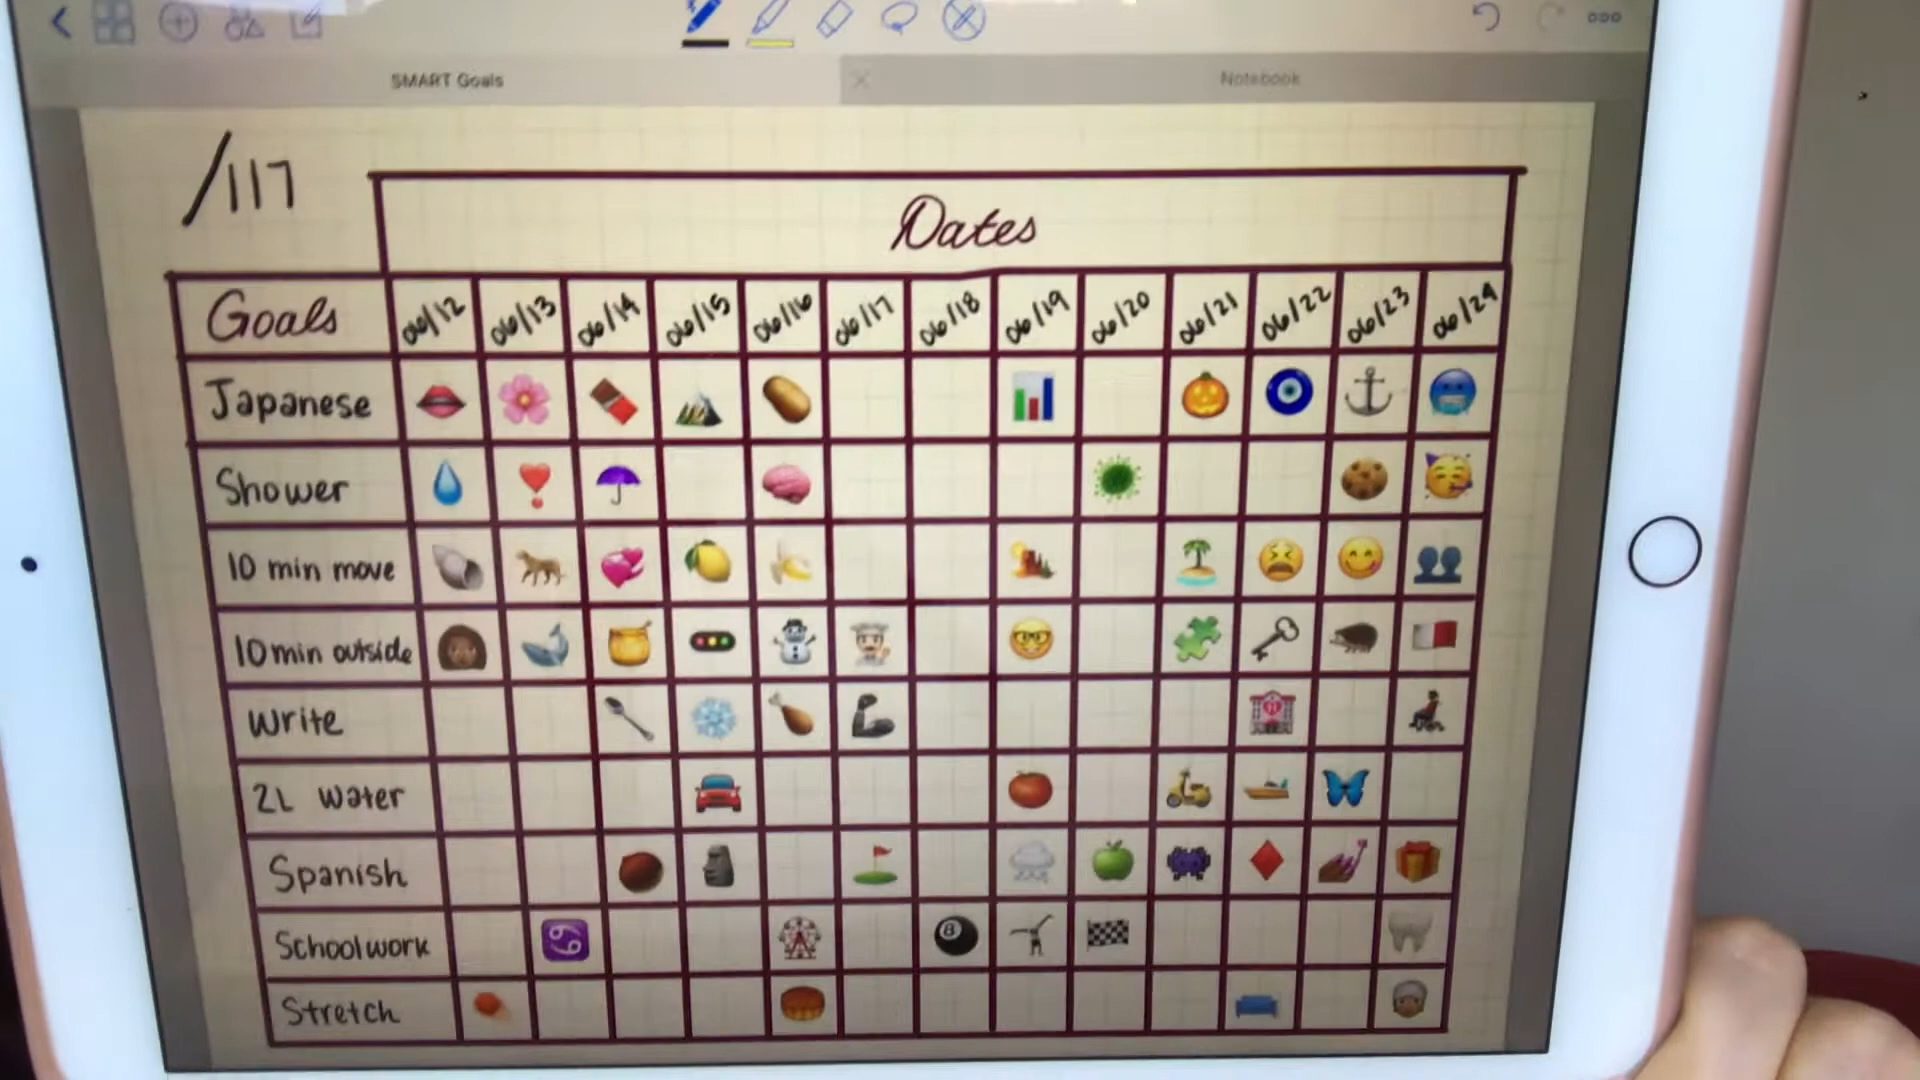 SMART Goals
Notebook
/117
Dates
Goals 06/12 06/13 06/14 06/15 06/16 06/17 06/18 06/19 06/20 06/21 06/22 06/23 06/24
Japanese
Shower
10 min move
10 min outside
Write
2L water
Spanish
Schoolwork
Stretch
8